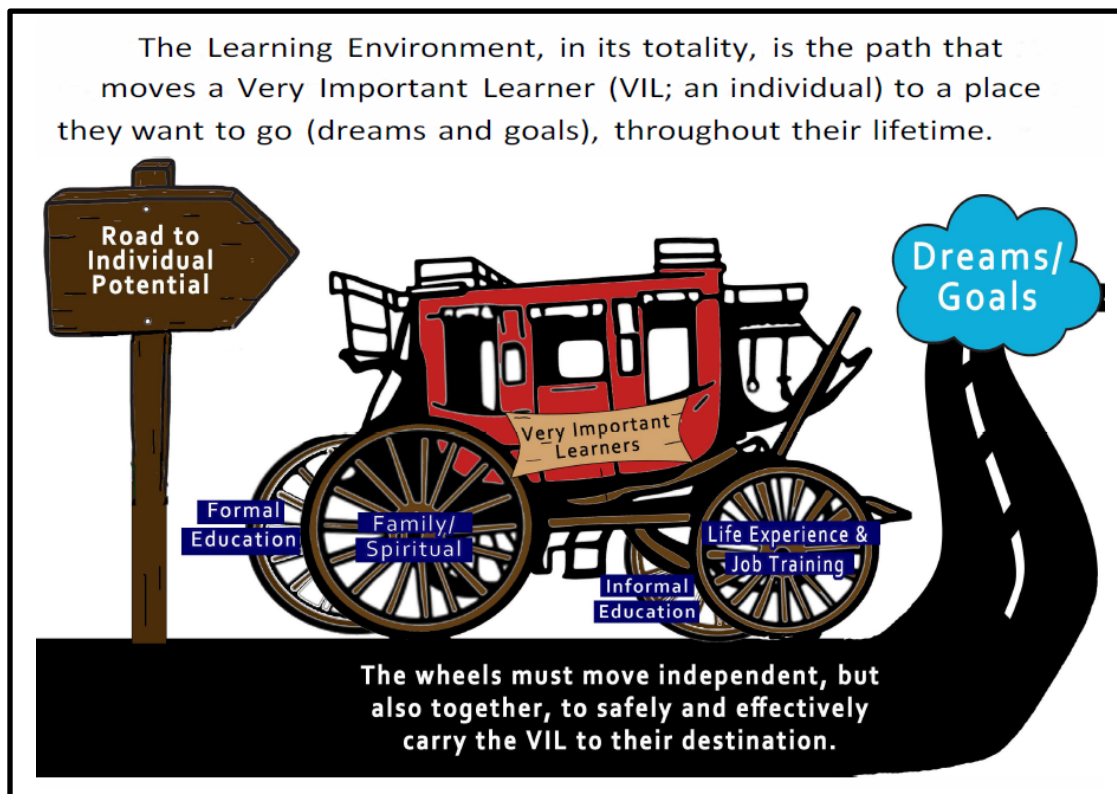 The Learning Environment, in its totality, is the path that
moves a Very Important Learner (VIL; an individual) to a place
they want to go (dreams and goals), throughout their lifetime.
Road to
Individual
Potential
Dreams/
Goals
Very Important
Learners
Formal
Education
Family/
Spiritual
Life Experience &
Job Training
Informal
Education
The wheels must move independent, but
also together, to safely and effectively
carry the VIL to their destination.